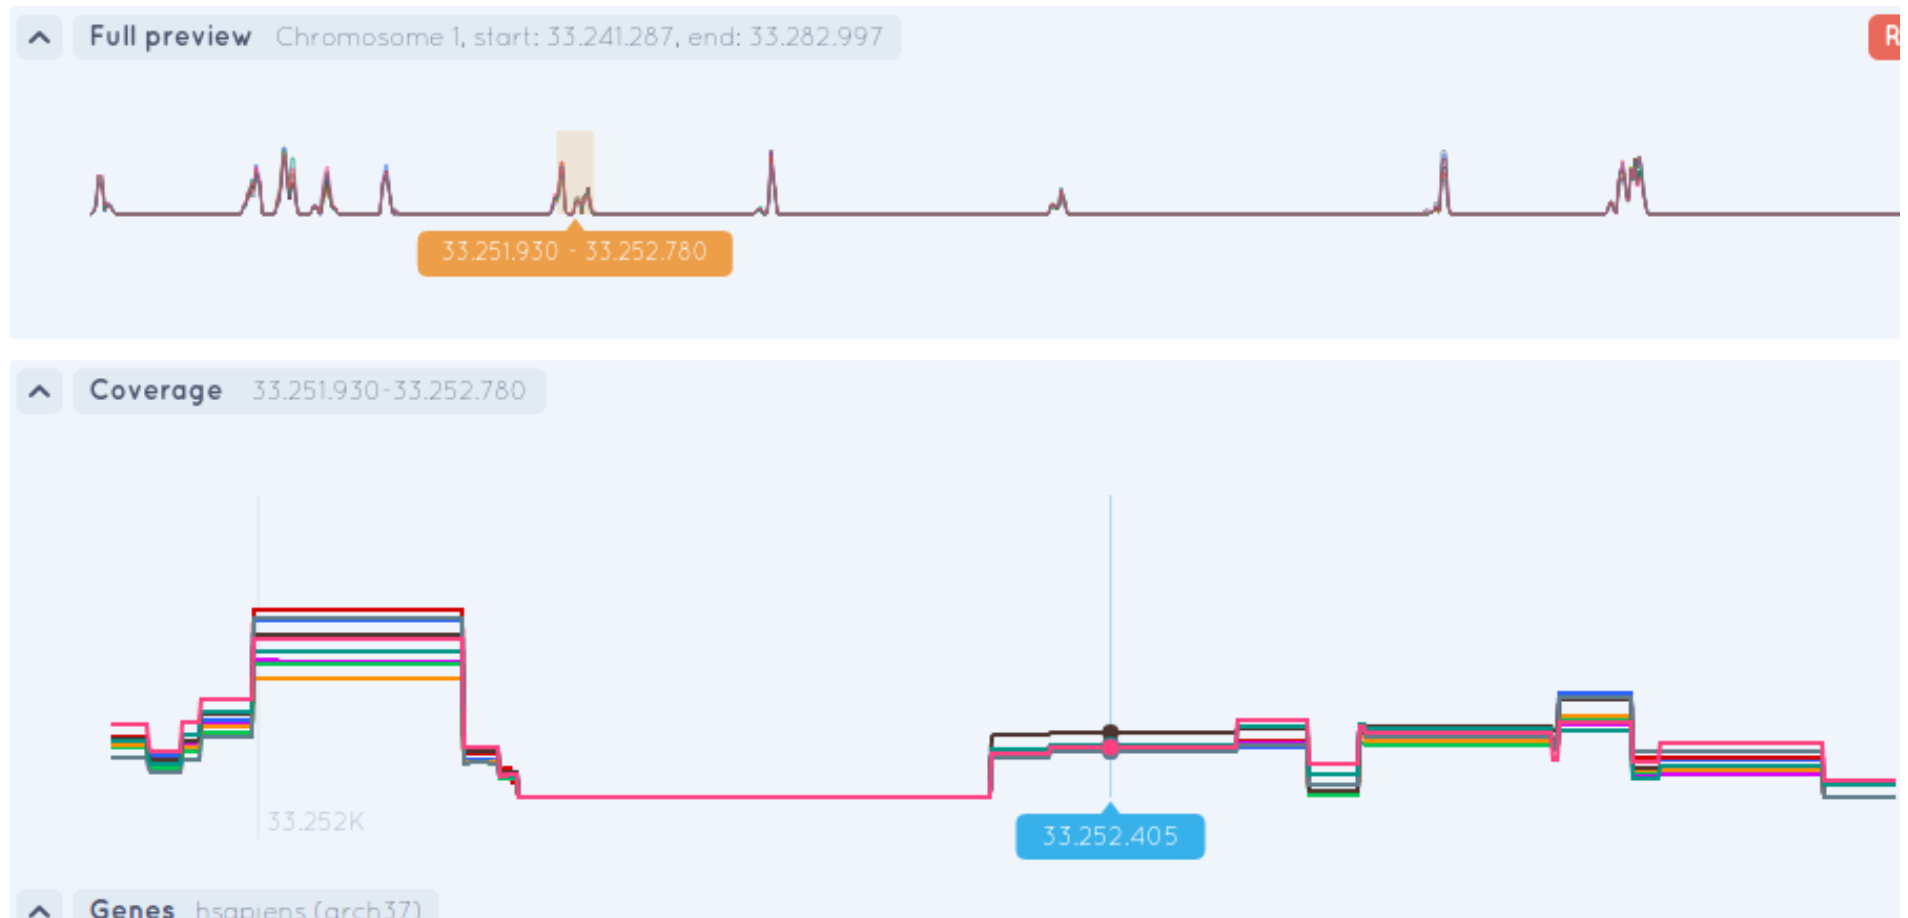 Full preview Chromosome 1, start: 33.241.287, end: 33.282.997
R
33.251.930 - 33.252.780
Coverage 33.251.930-33.252.780
33.252K
33.252.405
Genes hsapiens (grch37)